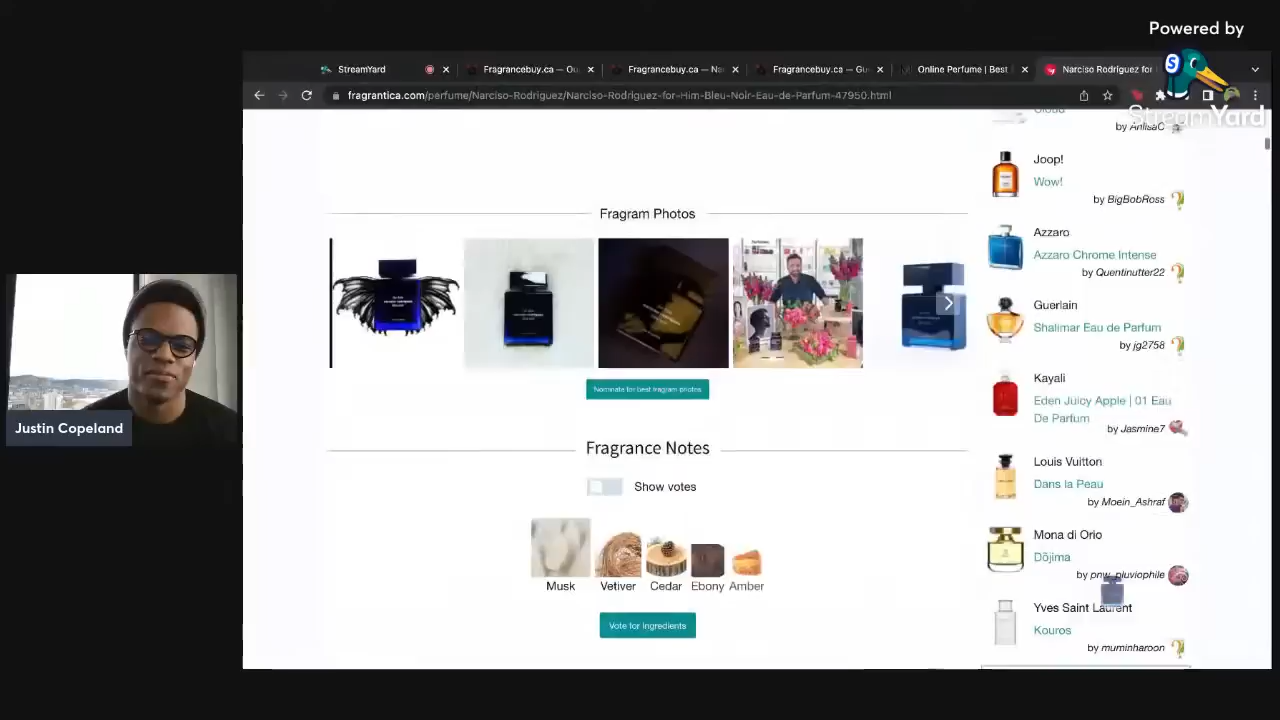 Powered by
StreamYard
StreamYard
Fragrancebuy.ca — Ou
Fragrancebuy.ca — Na
Fragrancebuy.ca — Gu
Online Perfume | Best
Narciso Rodriguez for
fragrantica.com/perfume/Narciso-Rodriguez/Narciso-Rodriguez-for-Him-Bleu-Noir-Eau-de-Parfum-47950.html
Cloud
by AnlisaC
Joop!
Wow!
by BigBobRoss
Azzaro
Azzaro Chrome Intense
by Quentinutter22
Guerlain
Shalimar Eau de Parfum
by jg2758
Kayali
Eden Juicy Apple | 01 Eau
De Parfum
by Jasmine7
Louis Vuitton
Dans la Peau
by Moein_Ashraf
Mona di Orio
Dōjima
by pnw_pluviophile
Yves Saint Laurent
Kouros
by muminharoon
Fragram Photos
Nominate for best fragram photos
Fragrance Notes
Show votes
Musk
Vetiver
Cedar
Ebony
Amber
Vote for Ingredients
Justin Copeland